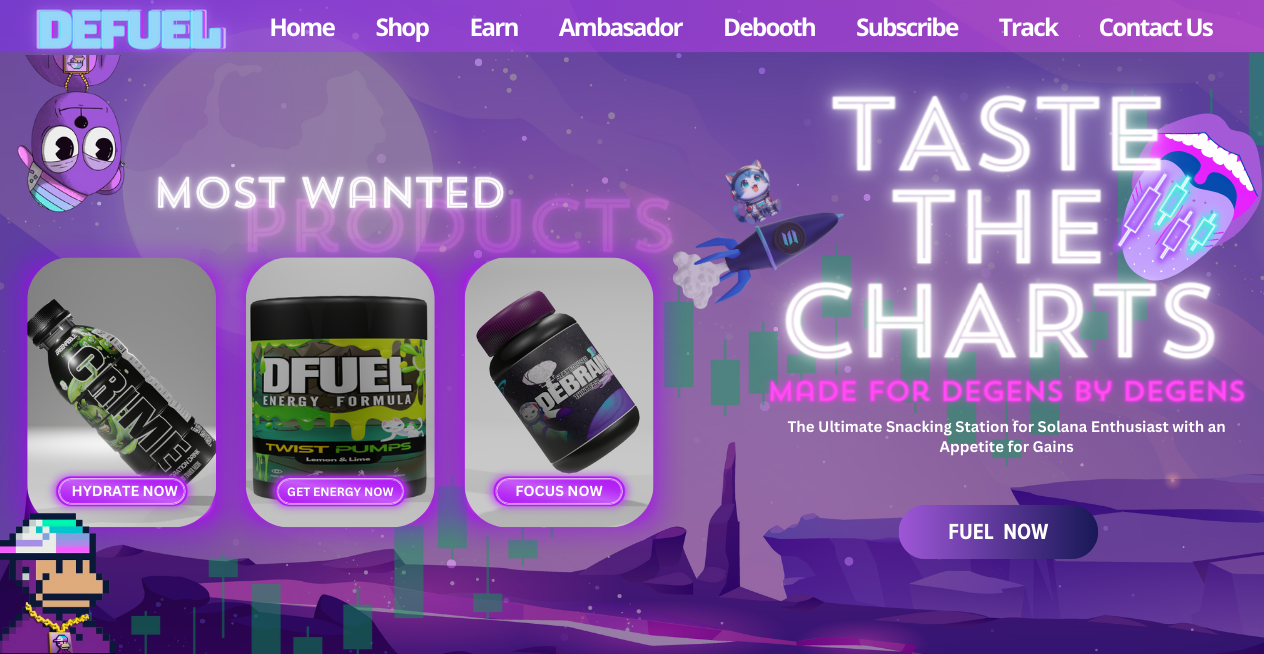 DEFUEL
Home Shop Earn Ambasador Debooth Subscribe Track Contact Us
MOST WANTED
PRODUCTS
CRIME
HYDRATE NOW
DFUEL
ENERGY FORMULA
TWIST PUMPS
Lemon & Lime
GET ENERGY NOW
DEBRAIN
FOCUS NOW
TASTE
THE
CHARTS
MADE FOR DEGENS BY DEGENS
The Ultimate Snacking Station for Solana Enthusiast with an
Appetite for Gains
FUEL NOW